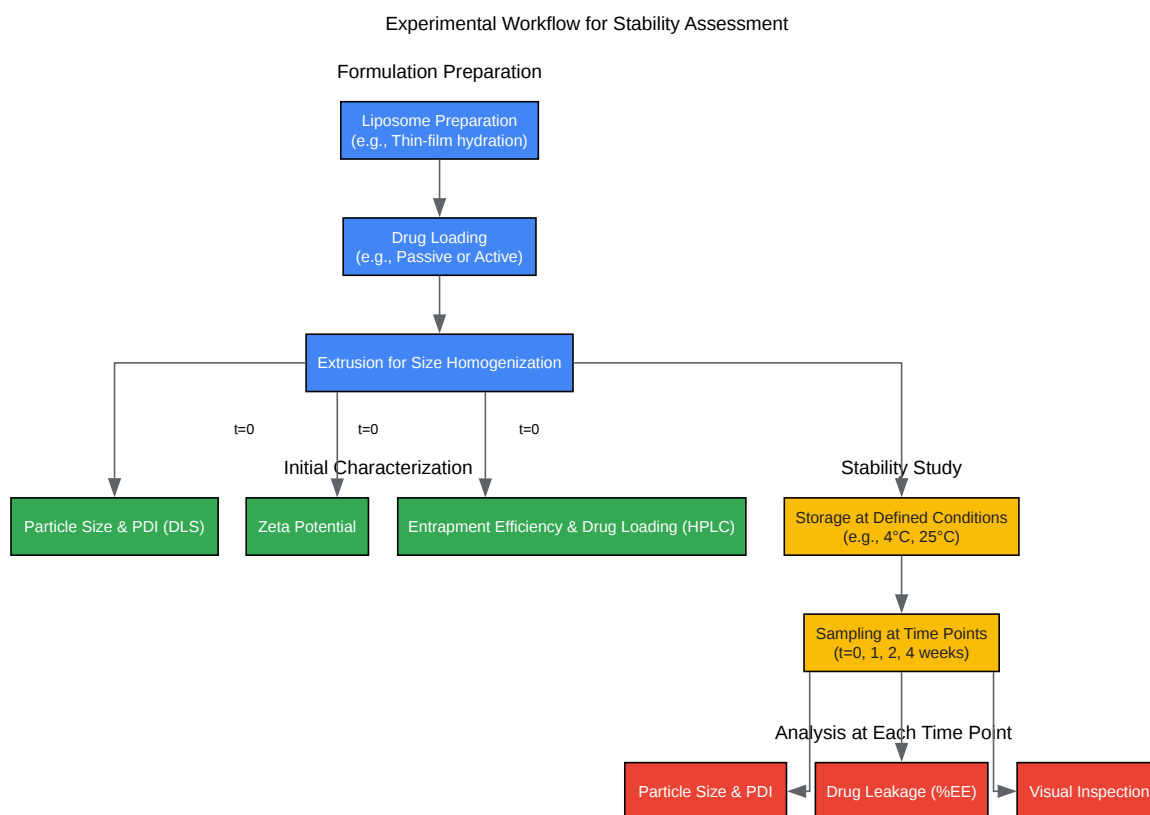 Experimental Workflow for Stability Assessment
Formulation Preparation
Liposome Preparation
(e.g., Thin-film hydration)
Drug Loading
(e.g., Passive or Active)
Extrusion for Size Homogenization
t=0
t=0
t=0
Initial Characterization
Stability Study
Particle Size & PDI (DLS)
Zeta Potential
Entrapment Efficiency & Drug Loading (HPLC)
Storage at Defined Conditions
(e.g., 4°C, 25°C)
Sampling at Time Points
(t=0, 1, 2, 4 weeks)
Analysis at Each Time Point
Particle Size & PDI
Drug Leakage (%EE)
Visual Inspection